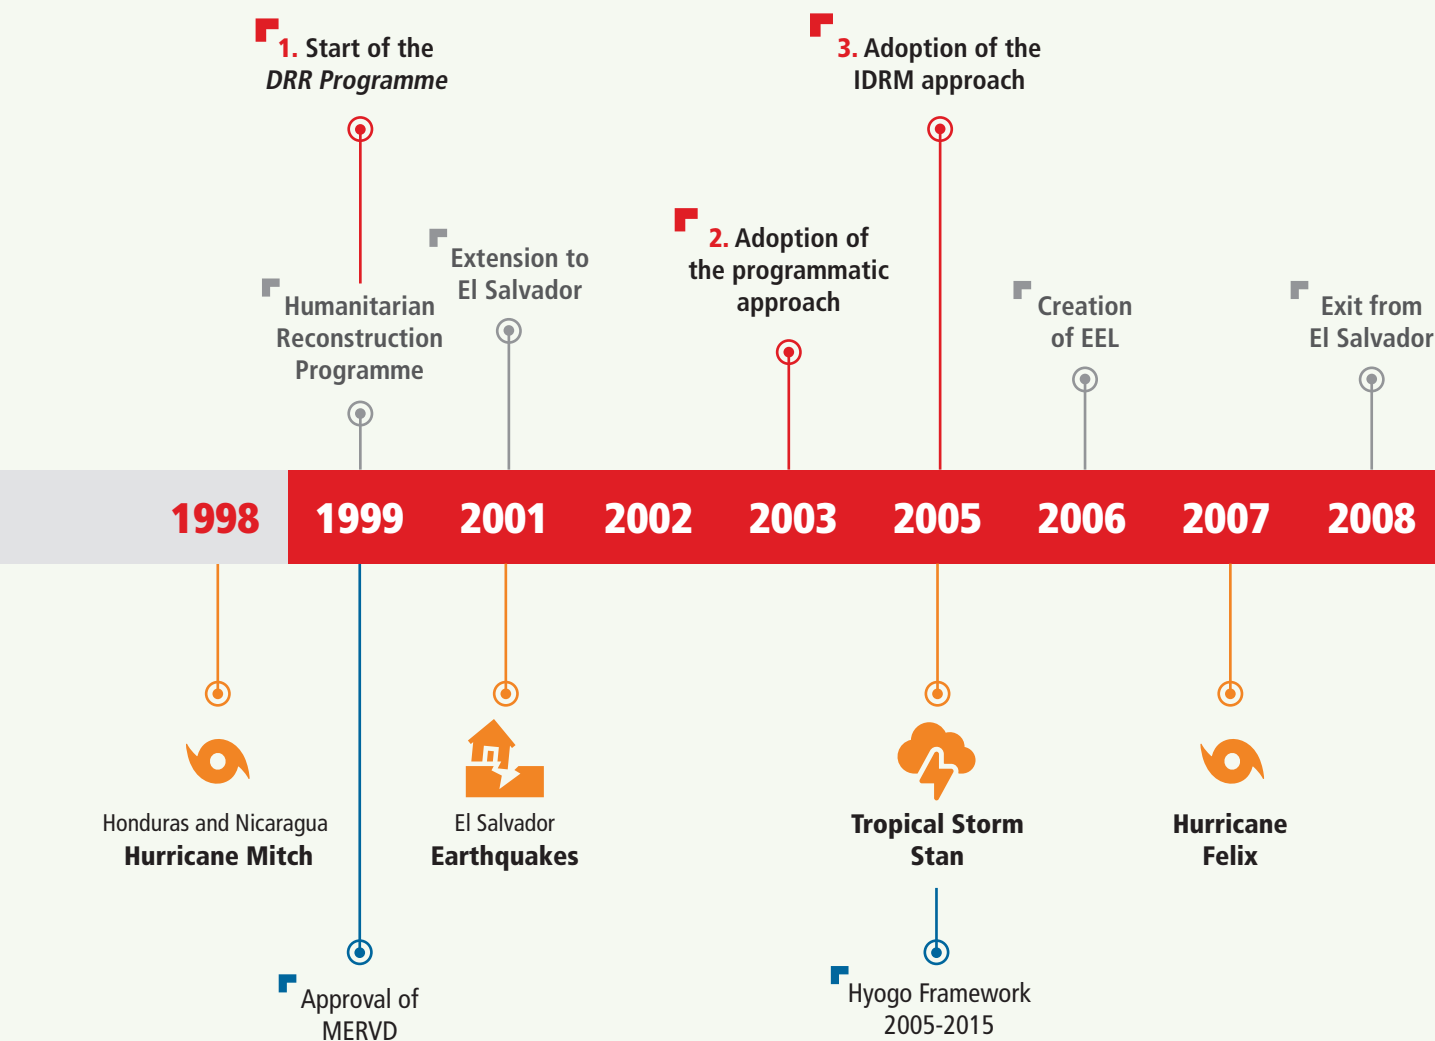 1. Start of the
DRR Programme
3. Adoption of the
IDRM approach
Humanitarian
Reconstruction
Programme
Extension to
El Salvador
2. Adoption of
the programmatic
approach
Creation
of EEL
Exit from
El Salvador
1998 1999 2001 2002 2003 2005 2006 2007 2008
Honduras and Nicaragua
Hurricane Mitch
El Salvador
Earthquakes
Tropical Storm
Stan
Hurricane
Felix
Approval of
MERVD
Hyogo Framework
2005-2015